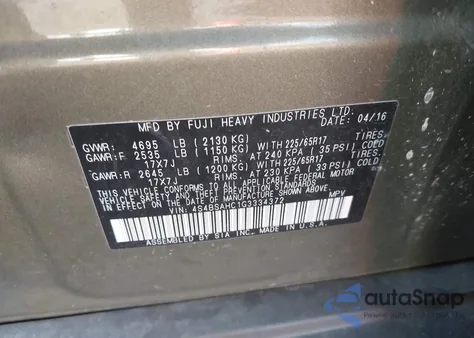 MFD BY FUJI HEAVY INDUSTRIES LTD.
DATE: 04/16
GVWR: 4695 LB (2130 KG)
GAWR:F 2535 LB (1150 KG) WITH 225/65R17 TIRES,
17X7J RIMS, AT 240 KPA (35 PSI) COLD
GAWR:R 2645 LB (1200 KG) WITH 225/65R17 TIRES,
17X7J RIMS, AT 230 KPA (33 PSI) COLD
THIS VEHICLE CONFORMS TO ALL APPLICABLE FEDERAL MOTOR
VEHICLE SAFETY, BUMPER, AND THEFT PREVENTION STANDARDS
IN EFFECT ON THE DATE OF MANUFACTURE SHOWN ABOVE.
VIN: 4S4BSAHC1G3334372 MPV
ASSEMBLED BY SIA INC. MADE IN U.S.A.
autoSnap